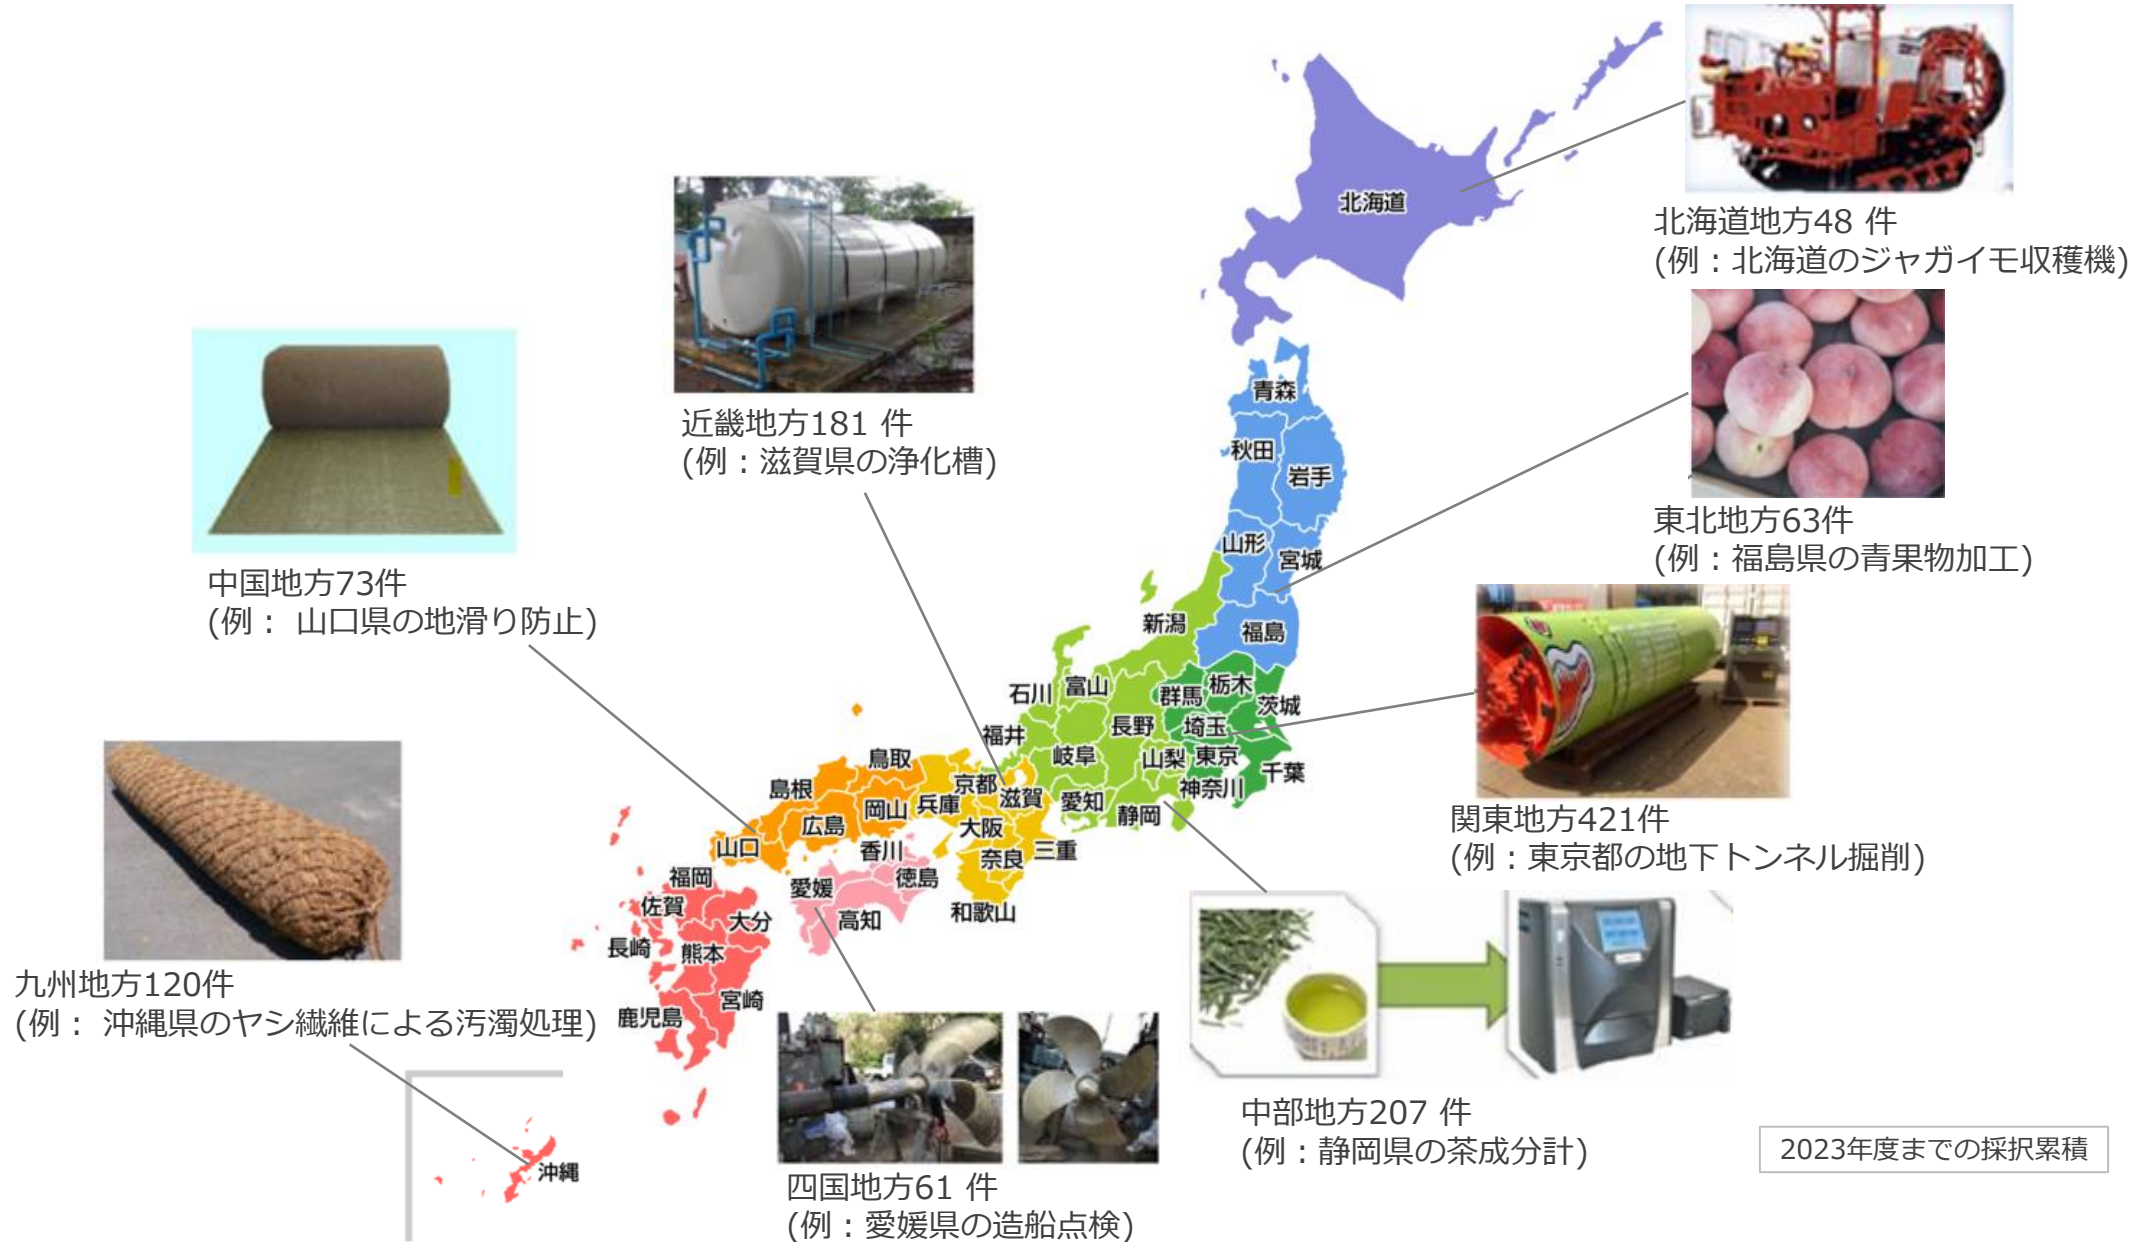 北海道地方48 件
(例：北海道のジャガイモ収穫機)
東北地方63件
(例：福島県の青果物加工)
関東地方421件
(例：東京都の地下トンネル掘削)
中部地方207 件
(例：静岡県の茶成分計)
近畿地方181 件
(例：滋賀県の浄化槽)
中国地方73件
(例： 山口県の地滑り防止)
四国地方61 件
(例：愛媛県の造船点検)
九州地方120件
(例： 沖縄県のヤシ繊維による汚濁処理)
北海道
青森
秋田
岩手
山形
宮城
福島
新潟
石川
富山
群馬
栃木
茨城
福井
長野
埼玉
岐阜
山梨
東京
千葉
神奈川
愛知
静岡
京都
滋賀
兵庫
大阪
奈良
三重
和歌山
鳥取
島根
岡山
広島
山口
香川
徳島
愛媛
高知
福岡
佐賀
大分
長崎
熊本
宮崎
鹿児島
沖縄
2023年度までの採択累積